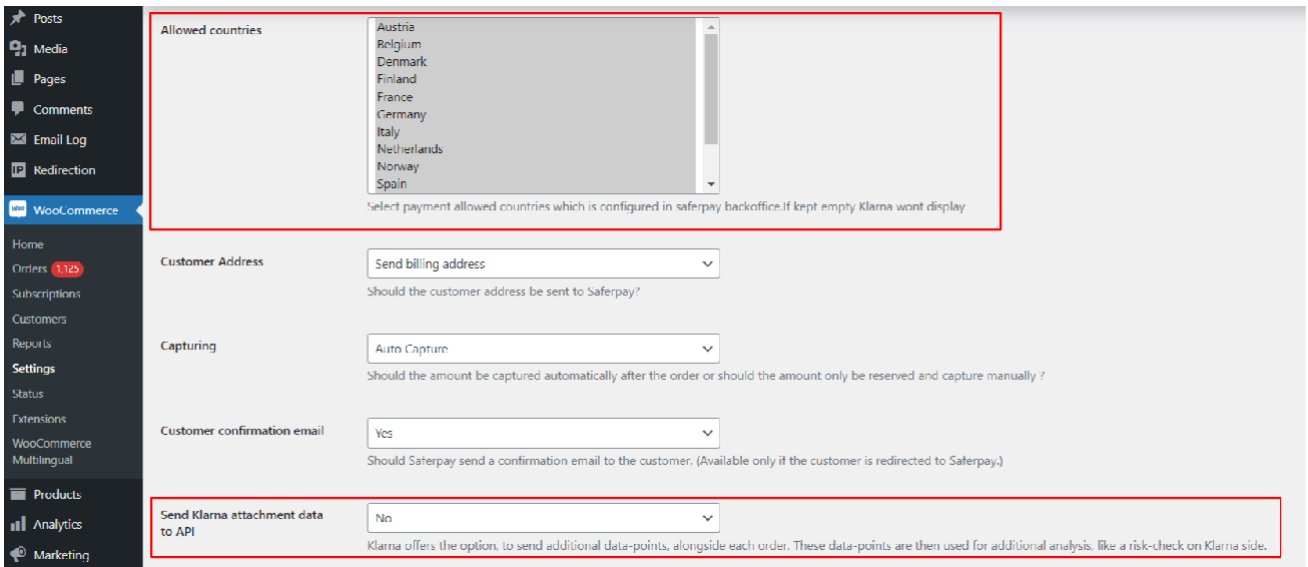 Posts
Media
Pages
Comments
Email Log
Redirection
WooCommerce
Home
Orders 1,125
Subscriptions
Customers
Reports
Settings
Status
Extensions
WooCommerce
Multilingual
Products
Analytics
Marketing
Allowed countries
Austria
Belgium
Denmark
Finland
France
Germany
Italy
Netherlands
Norway
Spain
Select payment allowed countries which is configured in saferpay backoffice.If kept empty Klarna wont display
Customer Address
Send billing address
Should the customer address be sent to Saferpay?
Capturing
Auto Capture
Should the amount be captured automatically after the order or should the amount only be reserved and capture manually ?
Customer confirmation email
Yes
Should Saferpay send a confirmation email to the customer. (Available only if the customer is redirected to Saferpay.)
Send Klarna attachment data
to API
No
Klarna offers the option, to send additional data-points, alongside each order. These data-points are then used for additional analysis, like a risk-check on Klarna side.